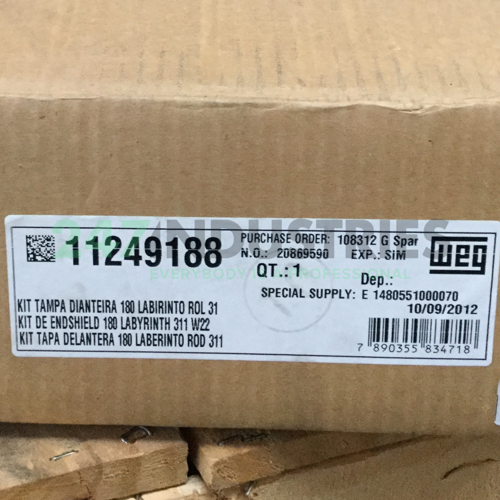 11249188
PURCHASE ORDER: 108312 G Spar
N.O.: 20869590 EXP.: SIM
QT.: 1 Dep.:
SPECIAL SUPPLY: E 1480551000070
10/09/2012
WEG
KIT TAMPA DIANTEIRA 180 LABIRINTO ROL 31
KIT DE ENDSHIELD 180 LABYRINTH 311 W22
KIT TAPA DELANTERA 180 LABERINTO ROD 311
7 890355 834718
247 INDUSTRIES